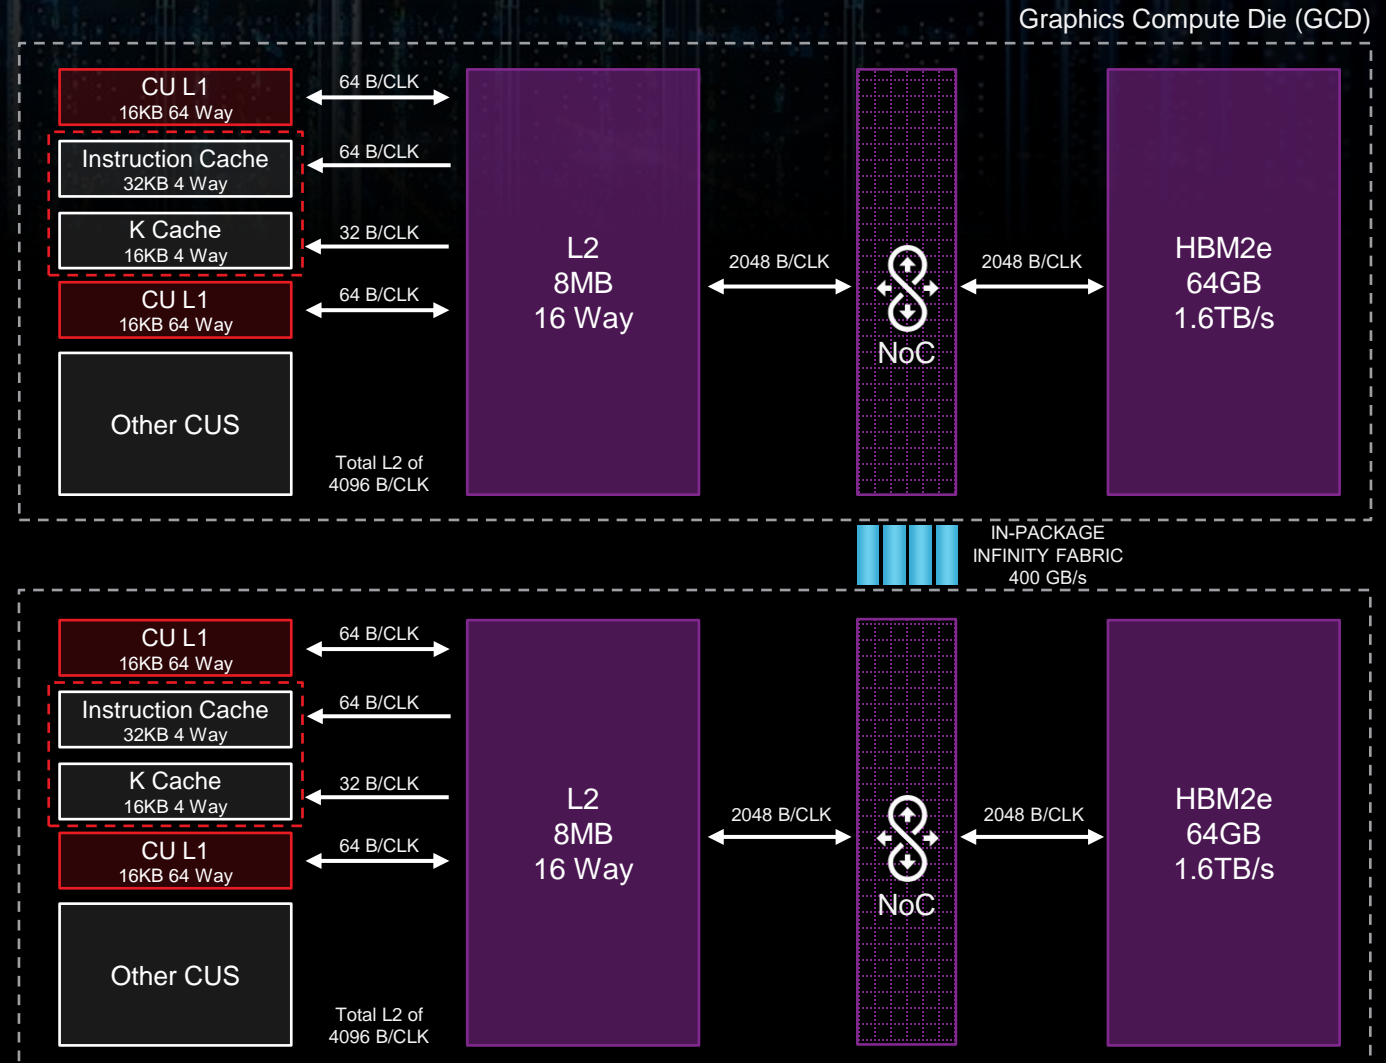 Graphics Compute Die (GCD)
CU L1
16KB 64 Way
64 B/CLK
Instruction Cache
32KB 4 Way
64 B/CLK
K Cache
16KB 4 Way
32 B/CLK
CU L1
16KB 64 Way
64 B/CLK
Other CUS
Total L2 of
4096 B/CLK
L2
8MB
16 Way
2048 B/CLK
NoC
2048 B/CLK
HBM2e
64GB
1.6TB/s
IN-PACKAGE
INFINITY FABRIC
400 GB/s
CU L1
16KB 64 Way
64 B/CLK
Instruction Cache
32KB 4 Way
64 B/CLK
K Cache
16KB 4 Way
32 B/CLK
CU L1
16KB 64 Way
64 B/CLK
Other CUS
Total L2 of
4096 B/CLK
L2
8MB
16 Way
2048 B/CLK
NoC
2048 B/CLK
HBM2e
64GB
1.6TB/s